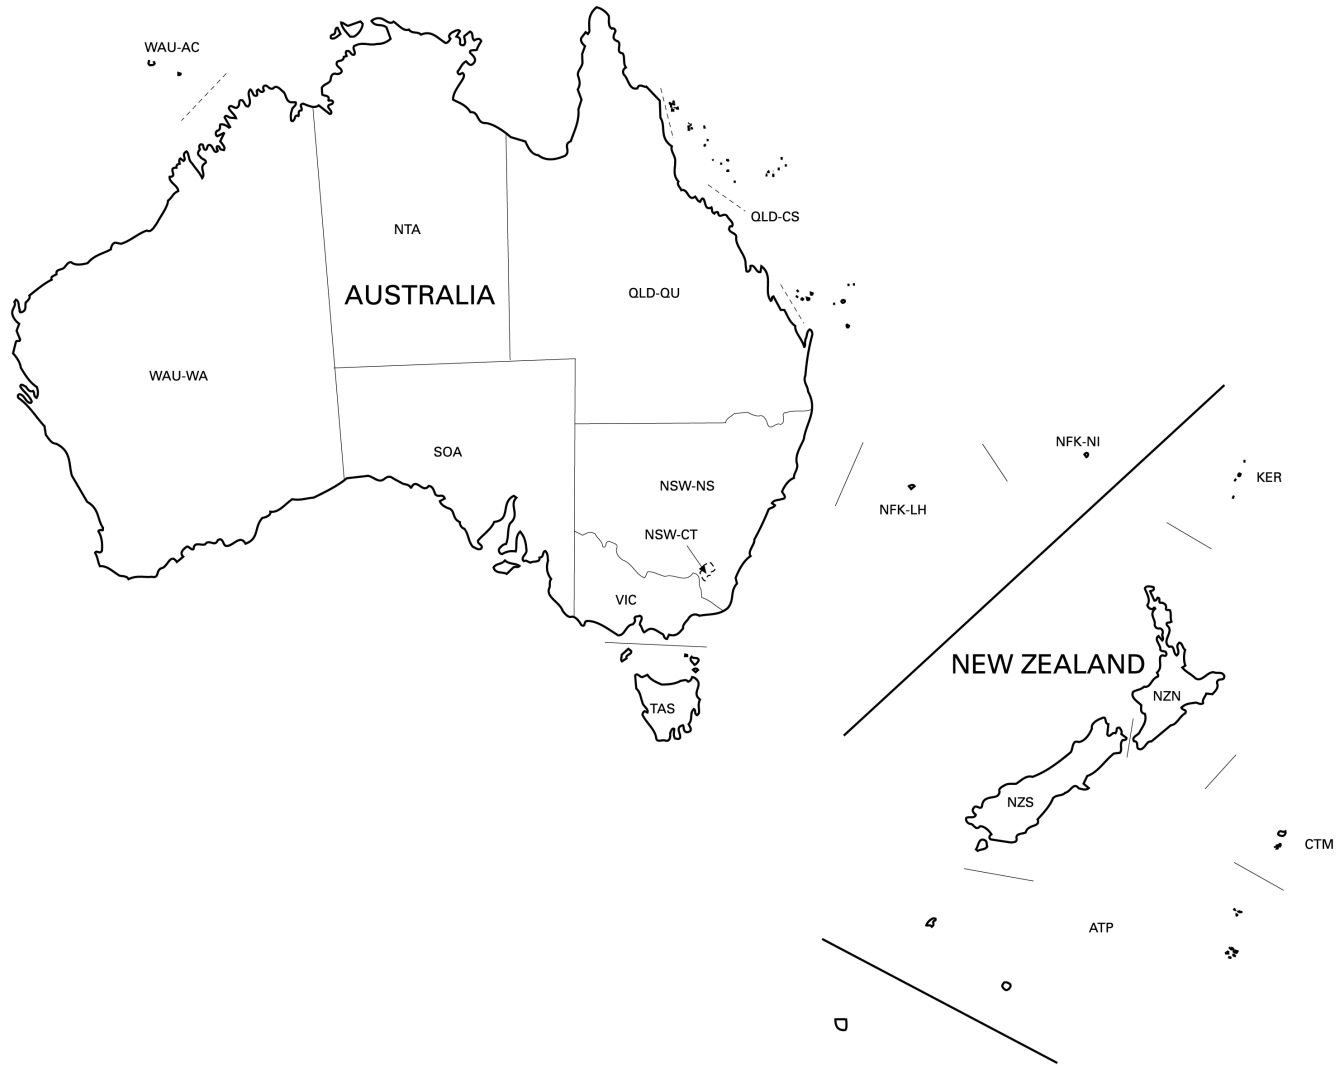 WAU-AC
QLD-CS
NTA
AUSTRALIA
QLD-QU
WAU-WA
SOA
NFK-NI
KER
NSW-NS
NFK-LH
NSW-CT
VIC
NEW ZEALAND
NZN
TAS
NZS
CTM
ATP